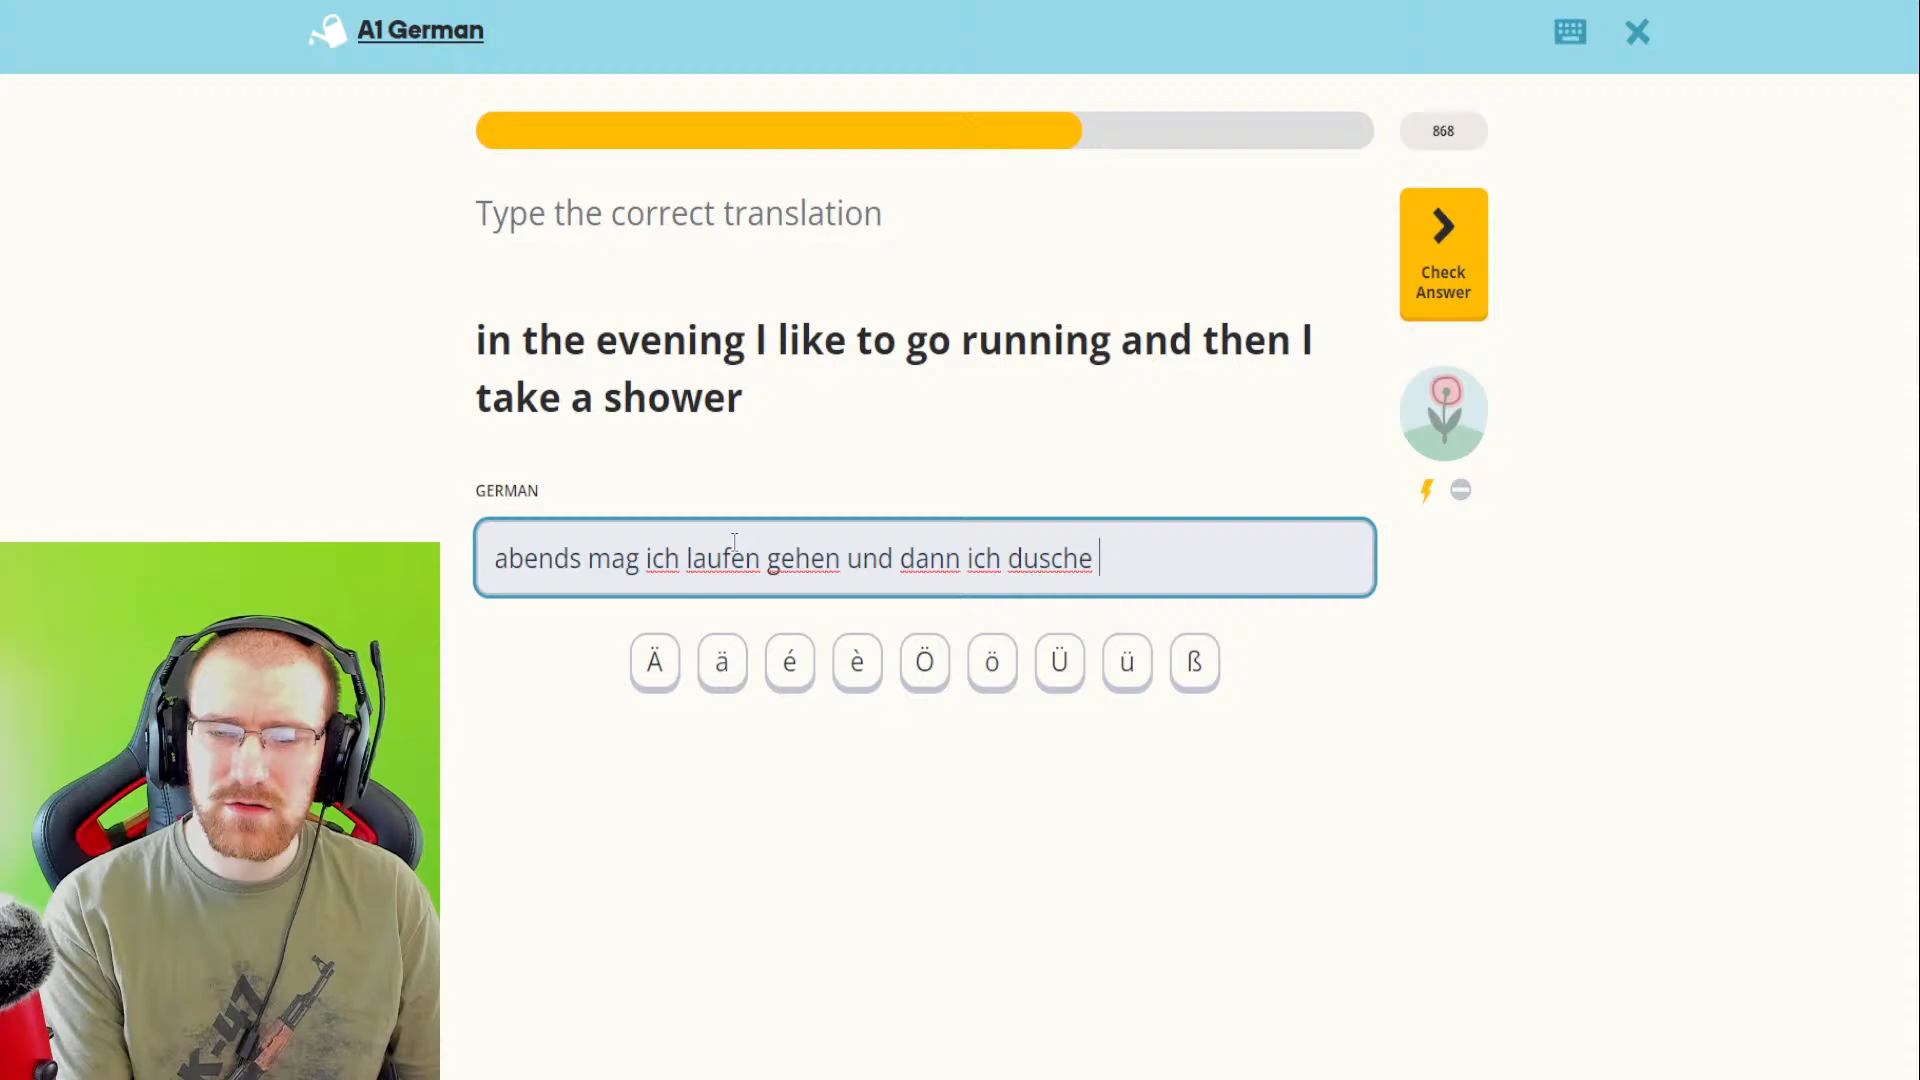 A1 German
868
Type the correct translation
Check
Answer
in the evening I like to go running and then I
take a shower
GERMAN
abends mag ich laufen gehen und dann ich dusche
Ä ä é è Ö ö Ü ü ß
K-47